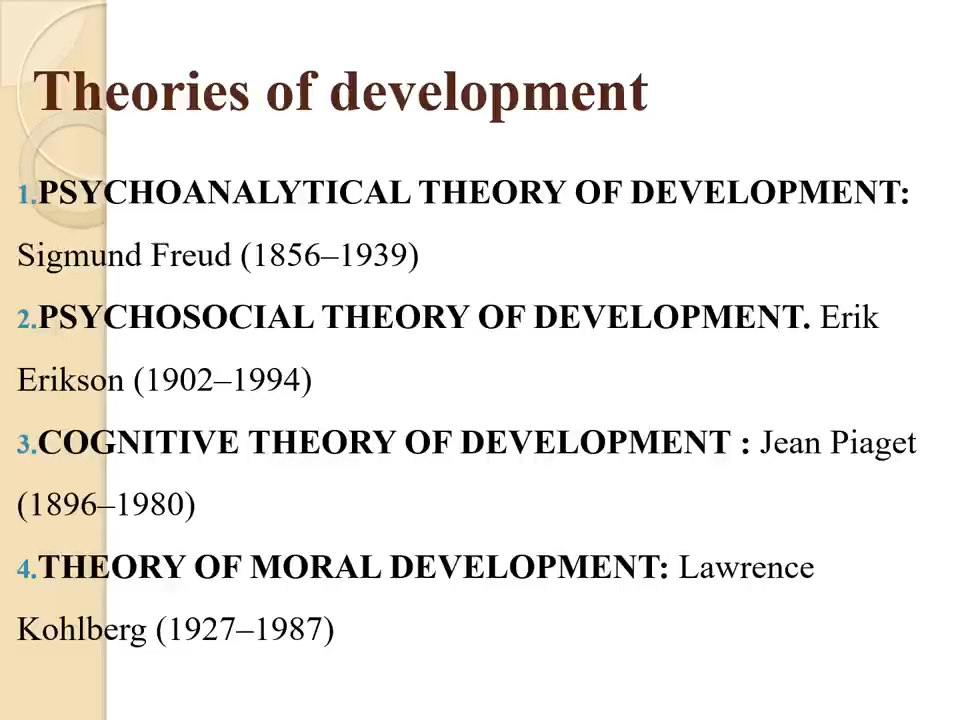 Theories of development
1.PSYCHOANALYTICAL THEORY OF DEVELOPMENT:
Sigmund Freud (1856–1939)
2.PSYCHOSOCIAL THEORY OF DEVELOPMENT. Erik
Erikson (1902–1994)
3.COGNITIVE THEORY OF DEVELOPMENT : Jean Piaget
(1896–1980)
4.THEORY OF MORAL DEVELOPMENT: Lawrence
Kohlberg (1927–1987)